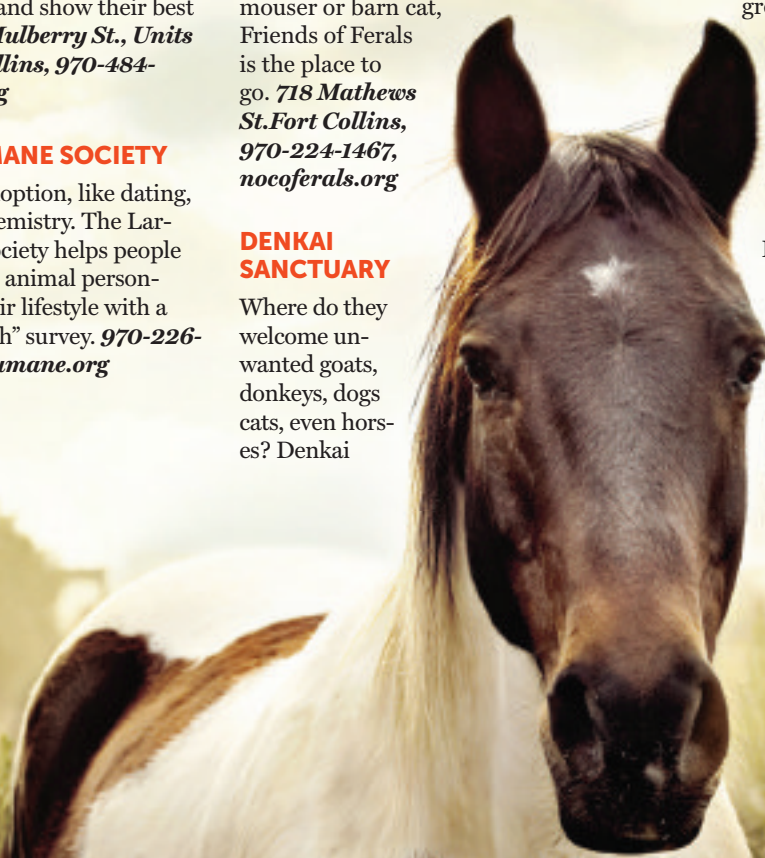 and show their best
Mulberry St., Units
llins, 970-484-
g
MANE SOCIETY
option, like dating,
emistry. The Lar-
ciety helps people
animal person-
ir lifestyle with a
h” survey. 970-226-
umane.org
mouser or barn cat,
Friends of Ferals
is the place to
go. 718 Mathews
St.Fort Collins,
970-224-1467,
nocoferals.org
DENKAI
SANCTUARY
Where do they
welcome un-
wanted goats,
donkeys, dogs
cats, even hors-
es? Denkai